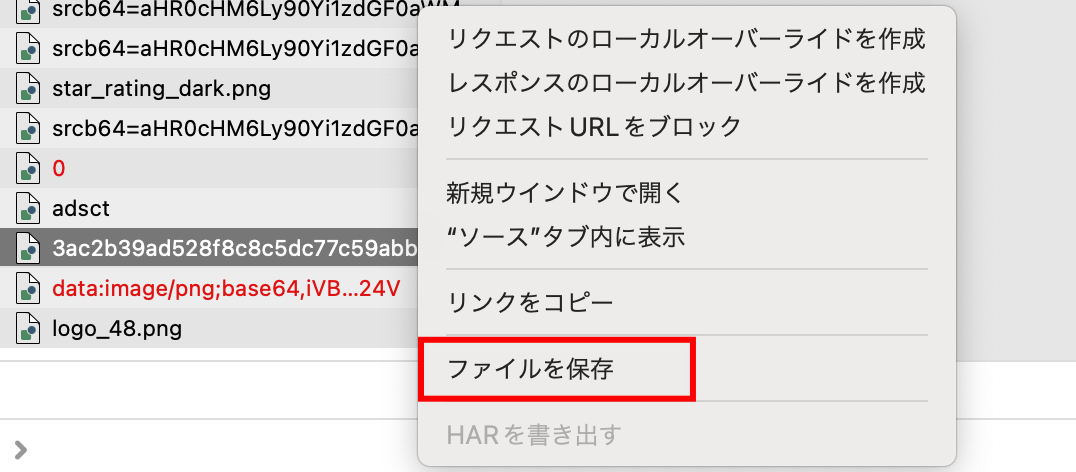 srcb64=aHR0cHM6Ly90Yi1zdGF0aWM
srcb64=aHR0cHM6Ly90Yi1zdGF0a
star_rating_dark.png
srcb64=aHR0cHM6Ly90Yi1zdGF0a
0
adsct
3ac2b39ad528f8c8c5dc77c59abb
data:image/png;base64,iVB…24V
logo_48.png
リクエストのローカルオーバーライドを作成
レスポンスのローカルオーバーライドを作成
リクエスト URL をブロック
新規ウインドウで開く
“ソース”タブ内に表示
リンクをコピー
ファイルを保存
HAR を書き出す